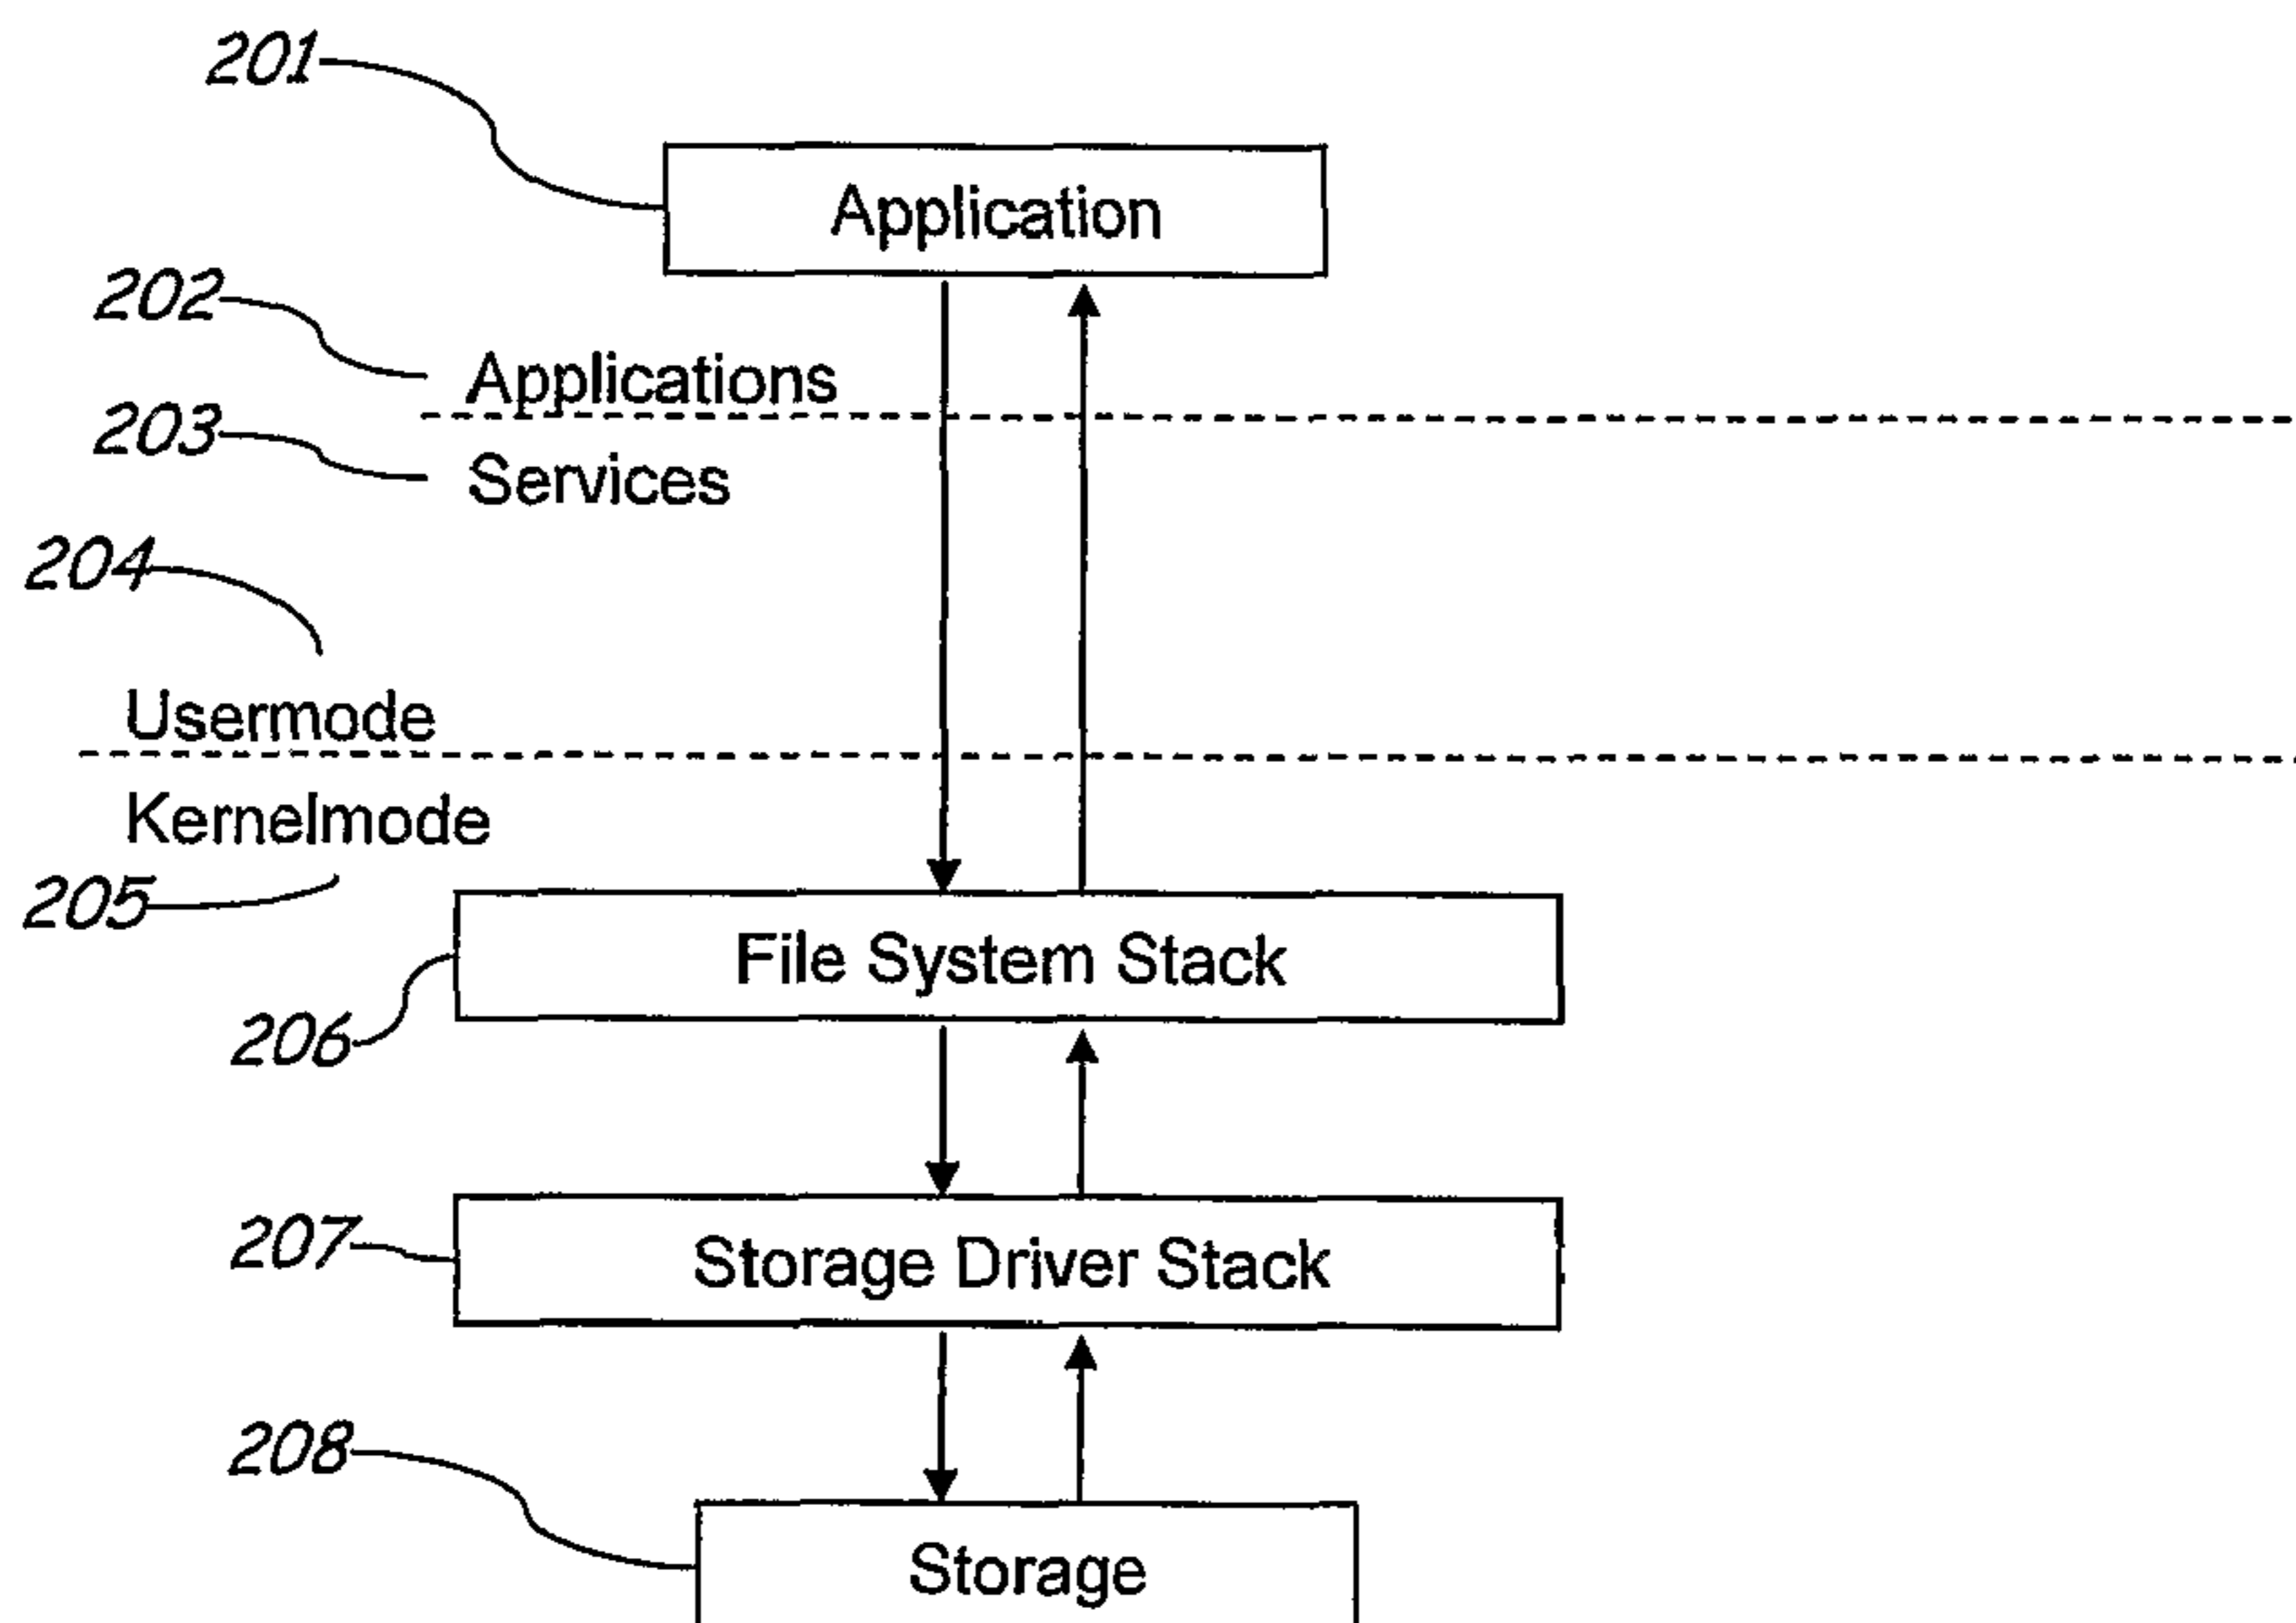 201
Application
202
Applications
203
Services
204
Usermode
Kernelmode
205
File System Stack
206
207
Storage Driver Stack
208
Storage